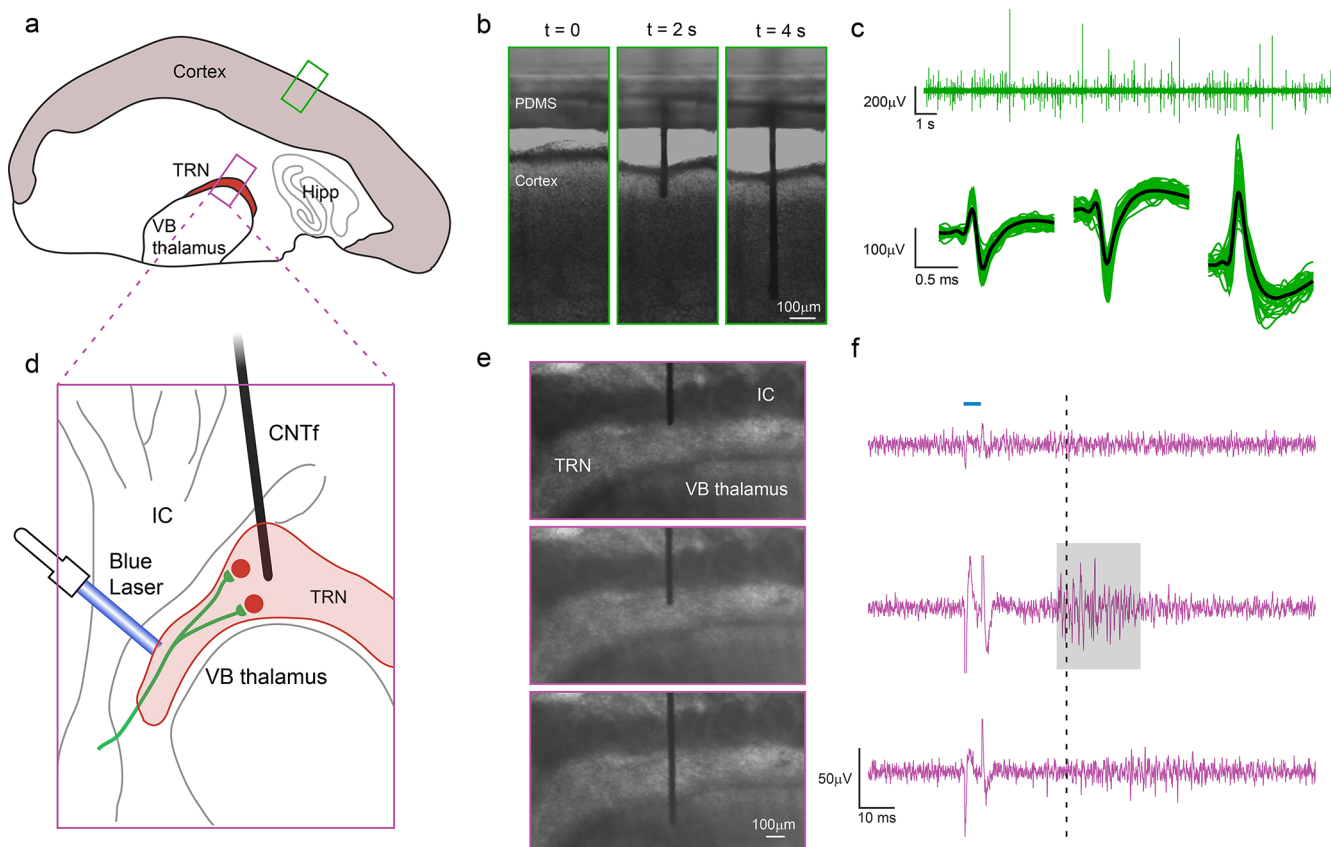 a
Cortex
TRN
Hipp
VB
thalamus
b
t = 0
t = 2 s
t = 4 s
PDMS
Cortex
100μm
c
200μV
1 s
100μV
0.5 ms
d
CNTf
IC
Blue
Laser
TRN
VB thalamus
e
IC
TRN
VB thalamus
100μm
f
50μV
10 ms